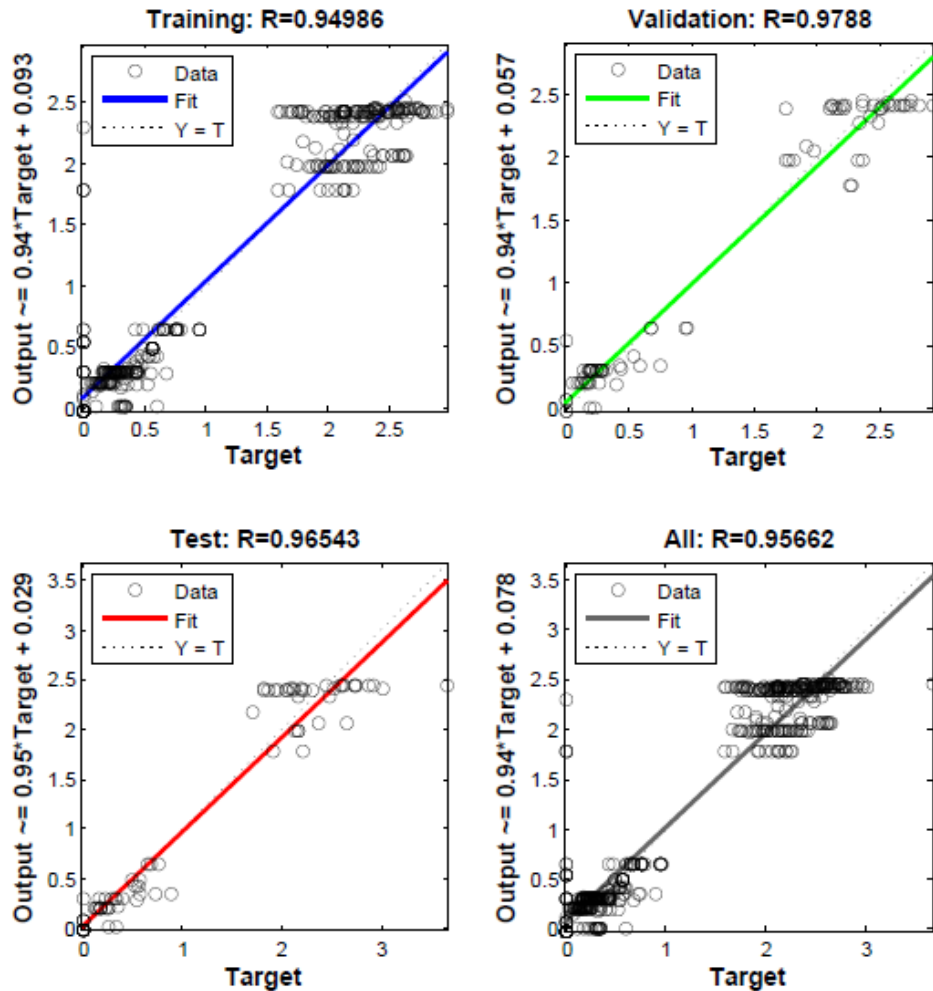 Training: R=0.94986
Output ~= 0.94*Target + 0.093
Data
Fit
Y = T
2.5
2
1.5
1
0.5
0
0 0.5 1 1.5 2 2.5
Target
Validation: R=0.9788
Output ~= 0.94*Target + 0.057
Data
Fit
Y = T
2.5
2
1.5
1
0.5
0
0 0.5 1 1.5 2 2.5
Target
Test: R=0.96543
Output ~= 0.95*Target + 0.029
Data
Fit
Y = T
3.5
3
2.5
2
1.5
1
0.5
0
0 1 2 3
Target
All: R=0.95662
Output ~= 0.94*Target + 0.078
Data
Fit
Y = T
3.5
3
2.5
2
1.5
1
0.5
0
0 1 2 3
Target